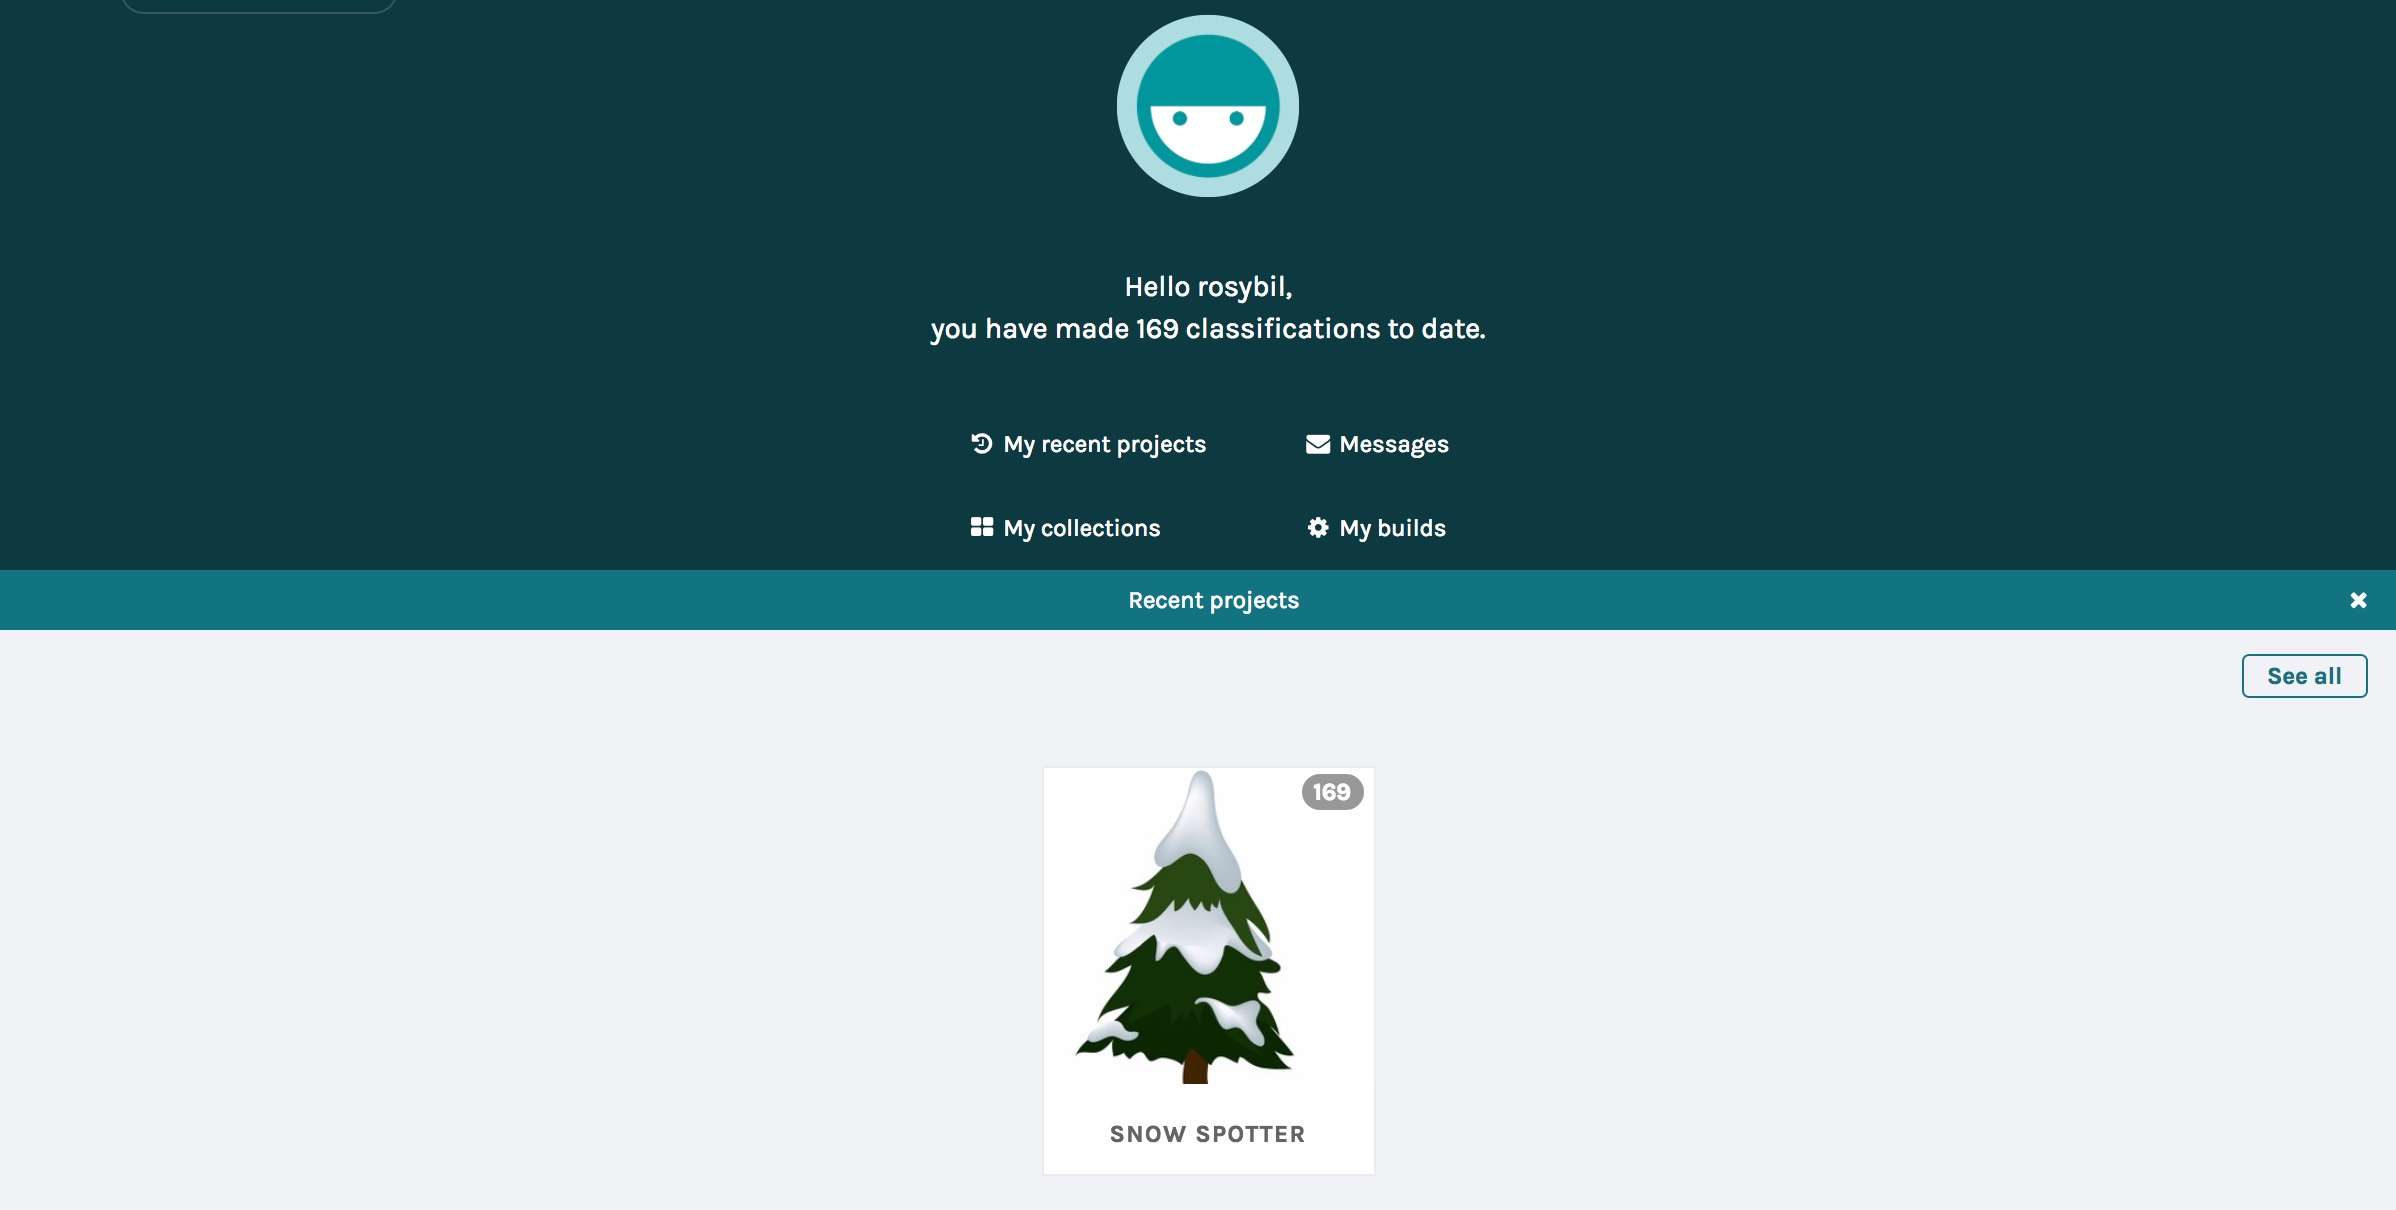 Hello rosybil,
you have made 169 classifications to date.
My recent projects
Messages
My collections
My builds
Recent projects
See all
169
SNOW SPOTTER